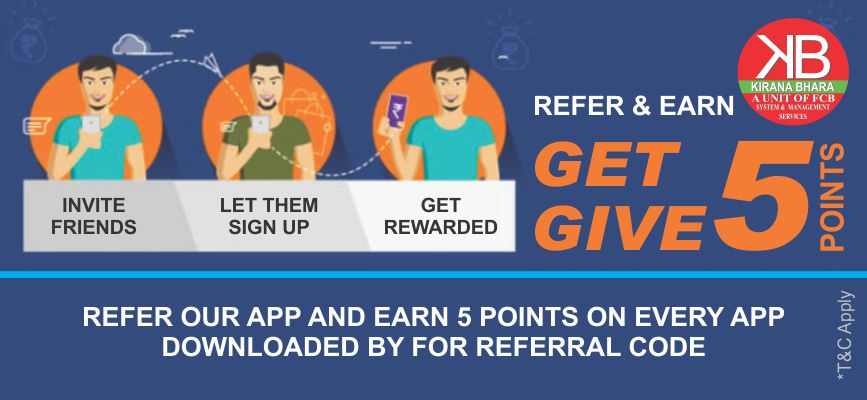 INVITE
FRIENDS
LET THEM
SIGN UP
GET
REWARDED
REFER & EARN
KB
KIRANA BHARA
A UNIT OF FCB
SYSTEM & MANAGEMENT
SERVICES
GET
GIVE
5
POINTS
REFER OUR APP AND EARN 5 POINTS ON EVERY APP
DOWNLOADED BY FOR REFERRAL CODE
*T&C Apply